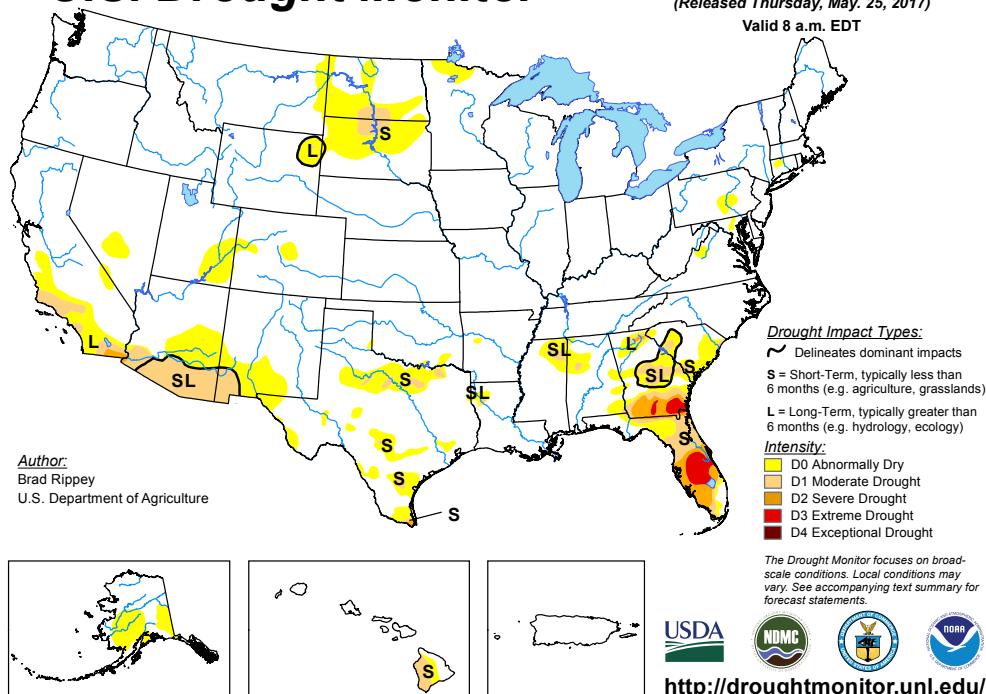 U.S. Drought Monitor
(Released Thursday, May. 25, 2017)
Valid 8 a.m. EDT
L
S
L
SL
S
SL
S
S
S
SL
L
SL
S
S
Drought Impact Types:
Delineates dominant impacts
S = Short-Term, typically less than
6 months (e.g. agriculture, grasslands)
L = Long-Term, typically greater than
6 months (e.g. hydrology, ecology)
Intensity:
D0 Abnormally Dry
D1 Moderate Drought
D2 Severe Drought
D3 Extreme Drought
D4 Exceptional Drought
Author:
Brad Rippey
U.S. Department of Agriculture
The Drought Monitor focuses on broad-
scale conditions. Local conditions may
vary. See accompanying text summary for
forecast statements.
S
USDA
NDMC
NOAA
http://droughtmonitor.unl.edu/